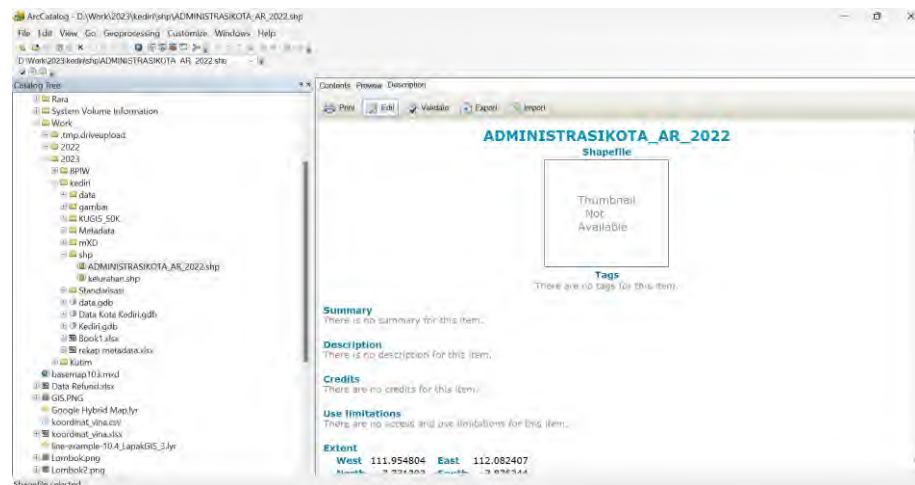 ArcCatalog - D:\Work\2023\kediri\shp\ADMINISTRASIKOTA_AR_2022.shp
File Edit View Go Geoprocessing Customize Windows Help
D:\Work\2023\kediri\shp\ADMINISTRASIKOTA_AR_2022.shp
Catalog Tree
Rara
System Volume Information
Work
.tmp.driveupload
2022
2023
BPIW
kediri
data
gambar
KUGIS_50K
Metadata
mXD
shp
ADMINISTRASIKOTA_AR_2022.shp
kelurahan.shp
Standarisasi
data.gdb
Data Kota Kediri.gdb
Kediri.gdb
Book1.xlsx
rekap metadata.xlsx
Kutim
basemap103.mxd
Data Refund.xlsx
GIS.PNG
Google Hybrid Map.lyr
koordinat_vina.csv
koordinat_vina.xlsx
line-example-10.4_LapakGIS_3.lyr
Lombok.png
Lombok2.png
Shapefile selected
Contents Preview Description
Print Edit Validate Export Import
ADMINISTRASIKOTA_AR_2022
Shapefile
Thumbnail
Not
Available
Tags
There are no tags for this item.
Summary
There is no summary for this item.
Description
There is no description for this item.
Credits
There are no credits for this item.
Use limitations
There are no access and use limitations for this item.
Extent
West 111.954804 East 112.082407
North South